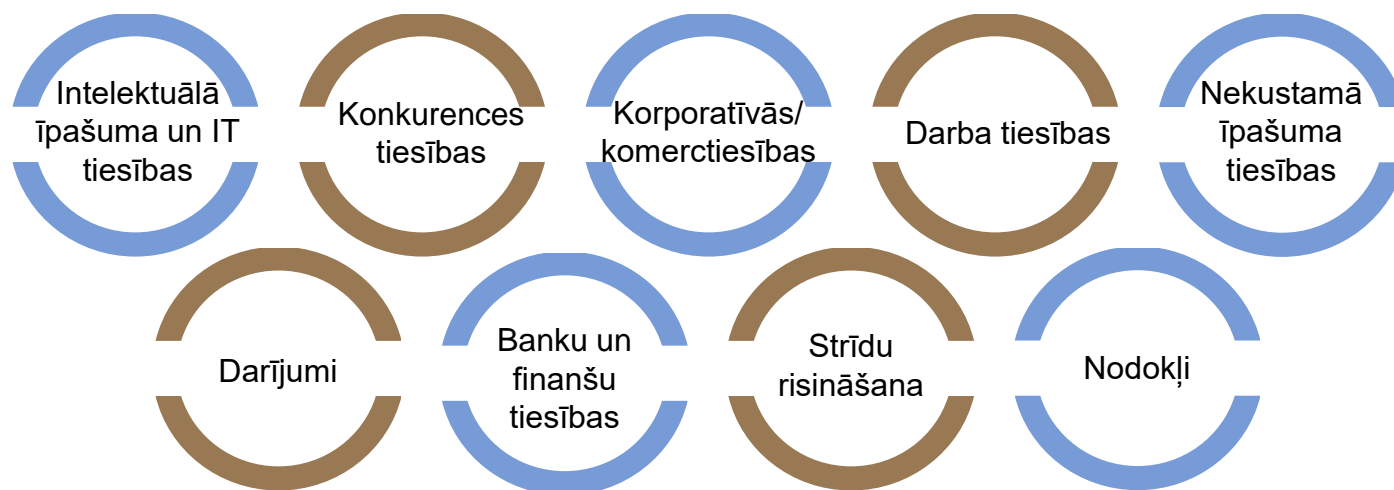 Intelektuālā
īpašuma un IT
tiesības
Konkurences
tiesības
Korporatīvās/
komerctiesības
Darba tiesības
Nekustamā
īpašuma
tiesības
Darījumi
Banku un
finanšu
tiesības
Strīdu
risināšana
Nodokļi